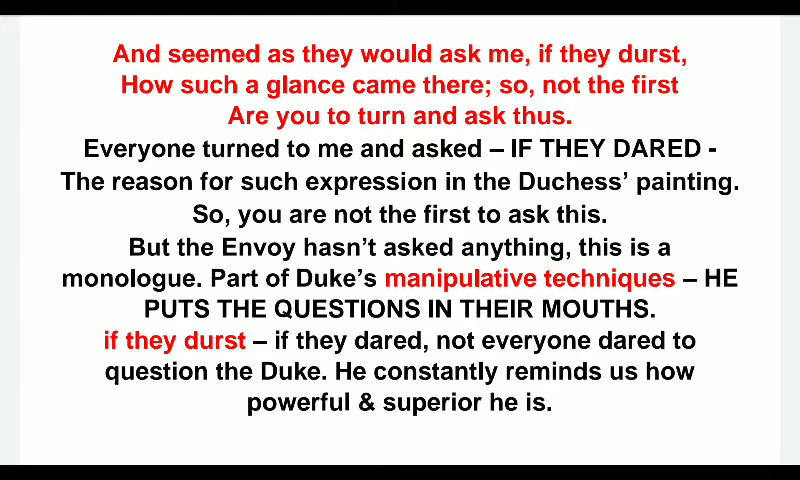 And seemed as they would ask me, if they durst,
How such a glance came there; so, not the first
Are you to turn and ask thus.
Everyone turned to me and asked – IF THEY DARED -
The reason for such expression in the Duchess’ painting.
So, you are not the first to ask this.
But the Envoy hasn’t asked anything, this is a
monologue. Part of Duke’s manipulative techniques – HE
PUTS THE QUESTIONS IN THEIR MOUTHS.
if they durst – if they dared, not everyone dared to
question the Duke. He constantly reminds us how
powerful & superior he is.